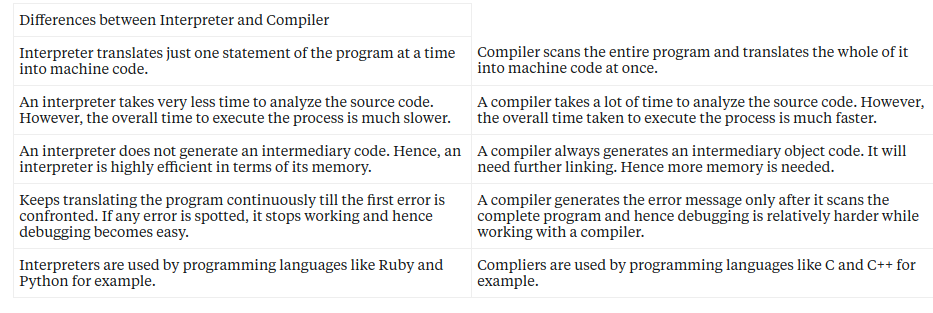 Differences between Interpreter and Compiler
Interpreter translates just one statement of the program at a time
into machine code.
Compiler scans the entire program and translates the whole of it
into machine code at once.
An interpreter takes very less time to analyze the source code.
However, the overall time to execute the process is much slower.
A compiler takes a lot of time to analyze the source code. However,
the overall time taken to execute the process is much faster.
An interpreter does not generate an intermediary code. Hence, an
interpreter is highly efficient in terms of its memory.
A compiler always generates an intermediary object code. It will
need further linking. Hence more memory is needed.
Keeps translating the program continuously till the first error is
confronted. If any error is spotted, it stops working and hence
debugging becomes easy.
A compiler generates the error message only after it scans the
complete program and hence debugging is relatively harder while
working with a compiler.
Interpreters are used by programming languages like Ruby and
Python for example.
Compliers are used by programming languages like C and C++ for
example.